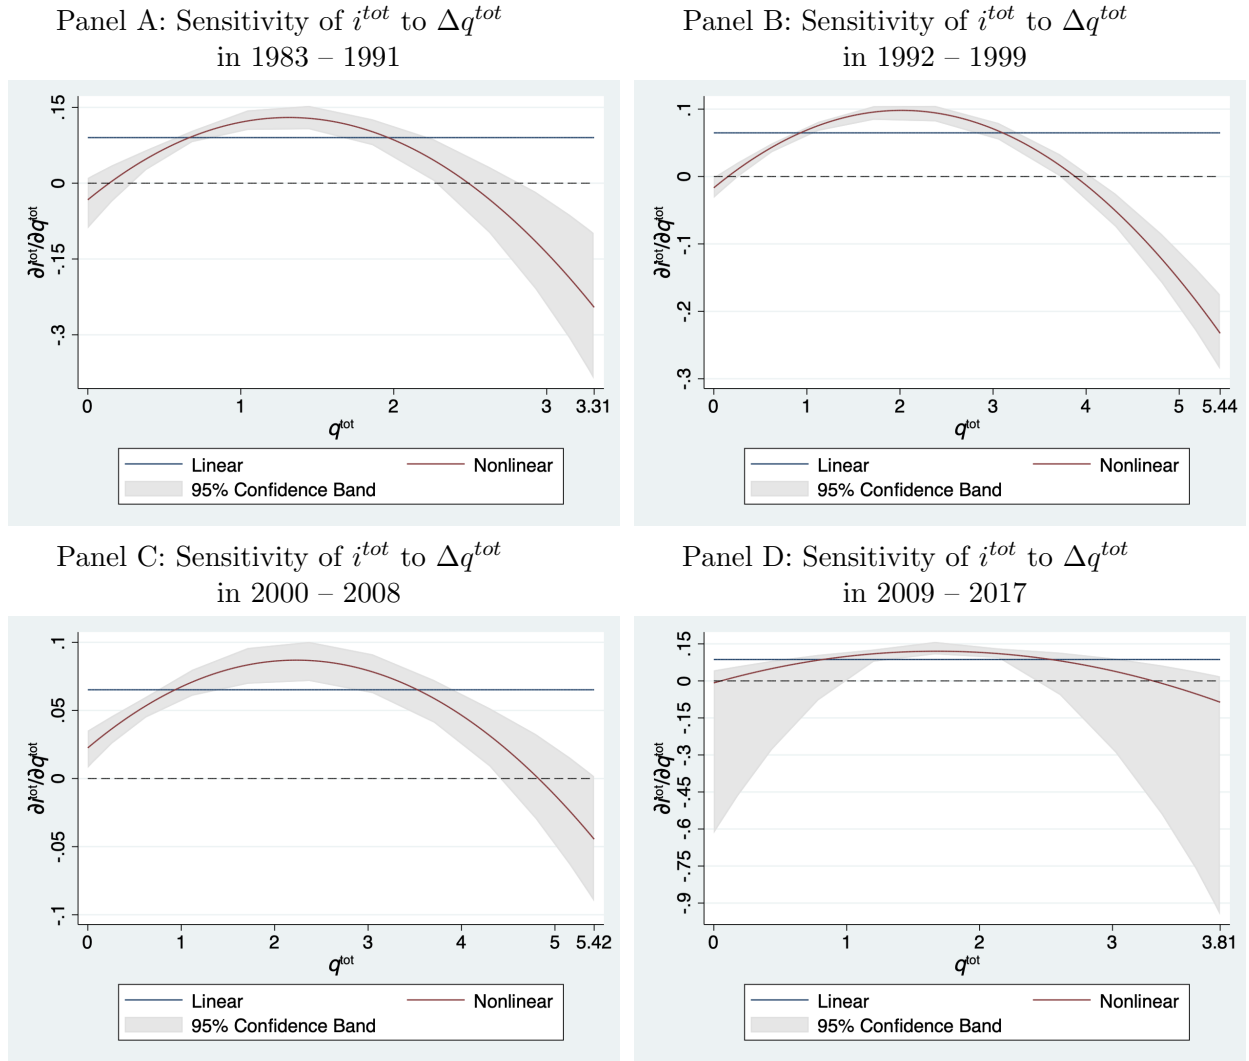 Panel A: Sensitivity of i^{tot} to Δq^{tot}
in 1983 – 1991
.15
0
-.15
-.3
∂i^{tot}/∂q^{tot}
0 1 2 3 3.31
q^{tot}
Linear Nonlinear
95% Confidence Band
Panel B: Sensitivity of i^{tot} to Δq^{tot}
in 1992 – 1999
.1
0
-.1
-.2
-.3
∂i^{tot}/∂q^{tot}
0 1 2 3 4 5 5.44
q^{tot}
Linear Nonlinear
95% Confidence Band
Panel C: Sensitivity of i^{tot} to Δq^{tot}
in 2000 – 2008
.1
.05
0
-.05
-.1
∂i^{tot}/∂q^{tot}
0 1 2 3 4 5 5.42
q^{tot}
Linear Nonlinear
95% Confidence Band
Panel D: Sensitivity of i^{tot} to Δq^{tot}
in 2009 – 2017
.15
0
-.15
-.3
-.45
-.6
-.75
-.9
∂i^{tot}/∂q^{tot}
0 1 2 3 3.81
q^{tot}
Linear Nonlinear
95% Confidence Band